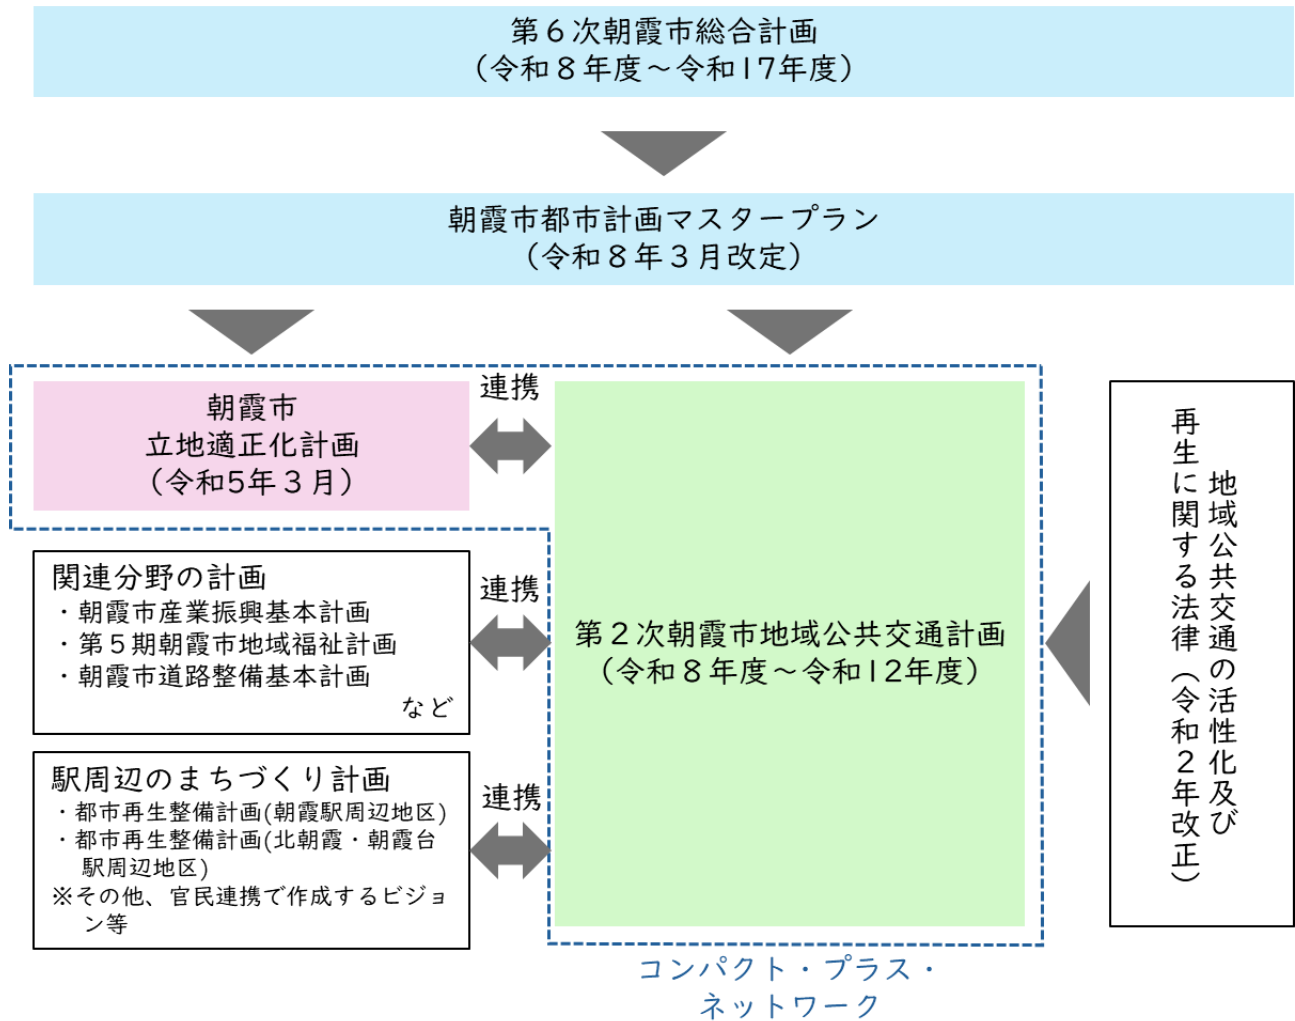 第６次朝霞市総合計画
（令和８年度～令和17年度）
朝霞市都市計画マスタープラン
（令和８年３月改定）
朝霞市
立地適正化計画
（令和5年３月）
連携
関連分野の計画
・朝霞市産業振興基本計画
・第５期朝霞市地域福祉計画
・朝霞市道路整備基本計画
など
連携
駅周辺のまちづくり計画
・都市再生整備計画(朝霞駅周辺地区)
・都市再生整備計画(北朝霞・朝霞台
駅周辺地区)
※その他、官民連携で作成するビジョ
ン等
連携
第２次朝霞市地域公共交通計画
（令和８年度～令和12年度）
地域公共交通の活性化及び
再生に関する法律（令和２年改正）
コンパクト・プラス・
ネットワーク